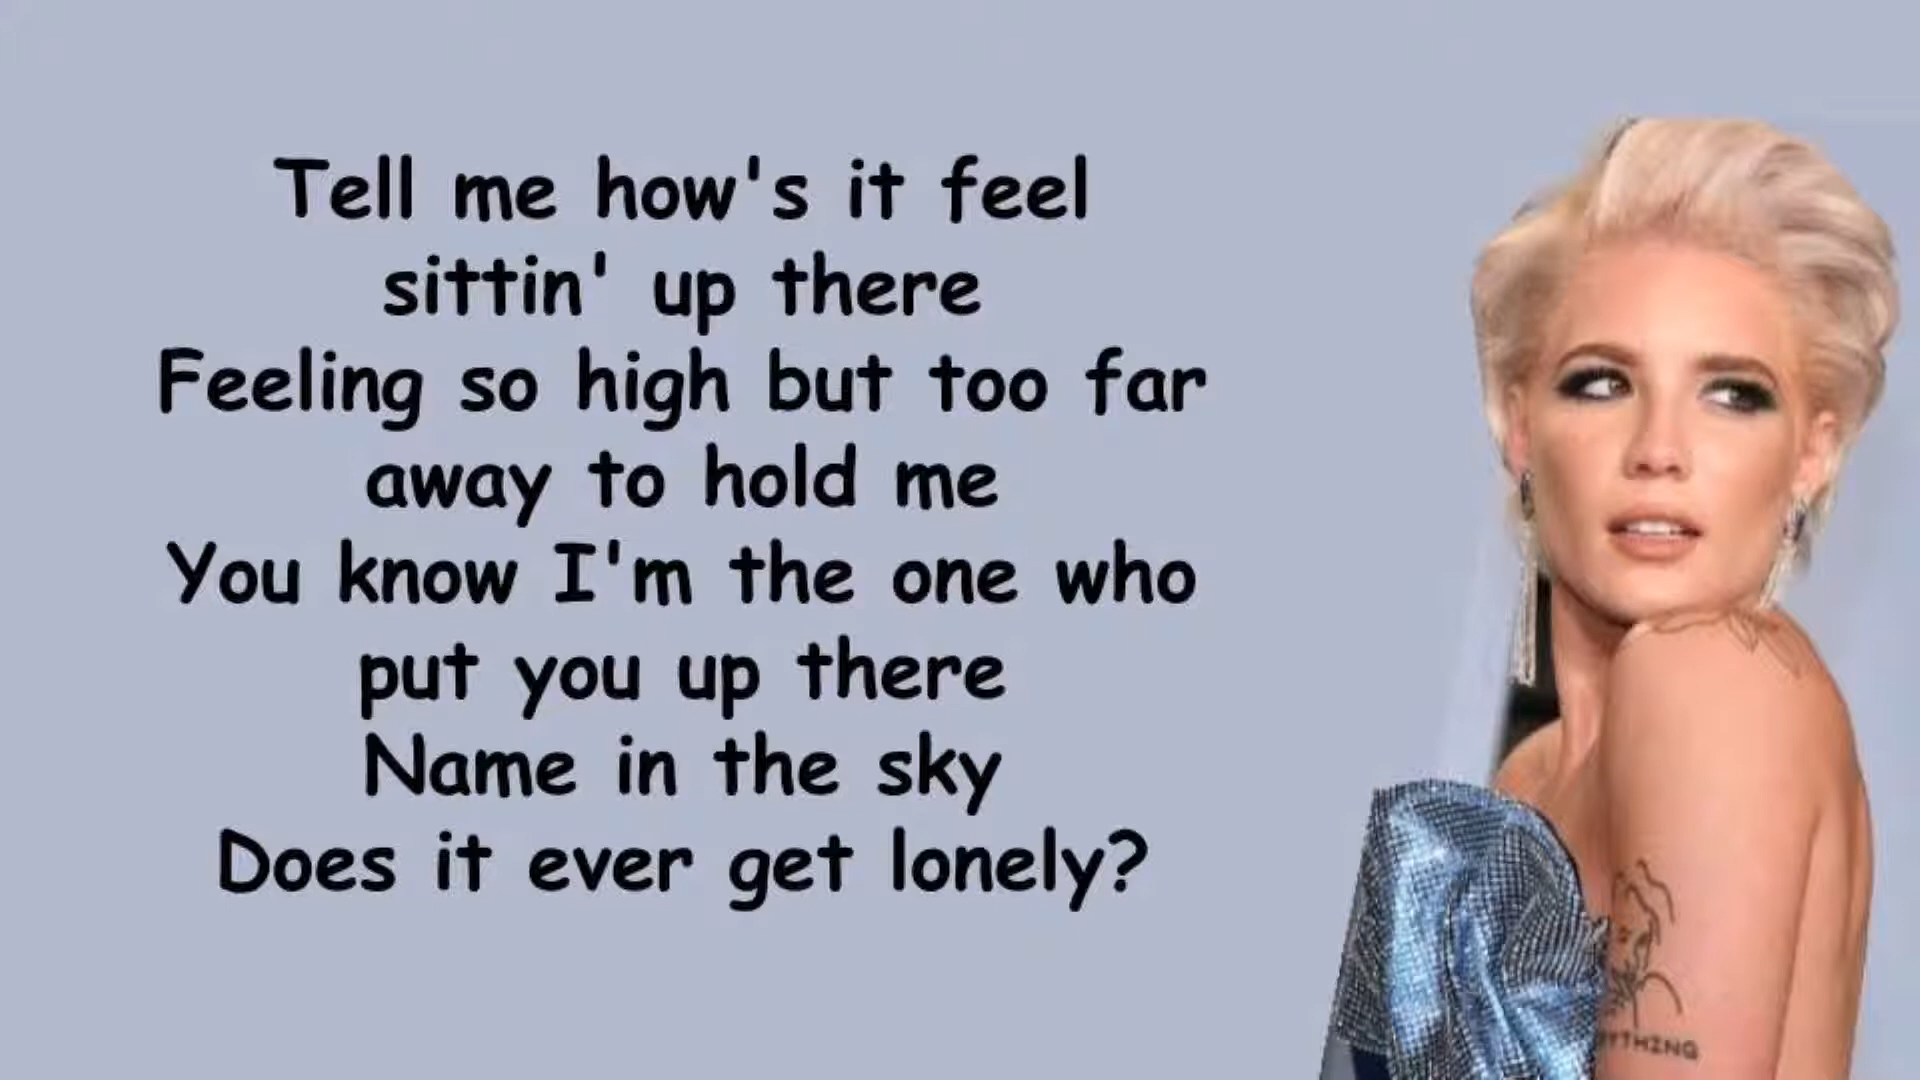 Tell me how's it feel
sittin' up there
Feeling so high but too far
away to hold me
You know I'm the one who
put you up there
Name in the sky
Does it ever get lonely?
YTHING